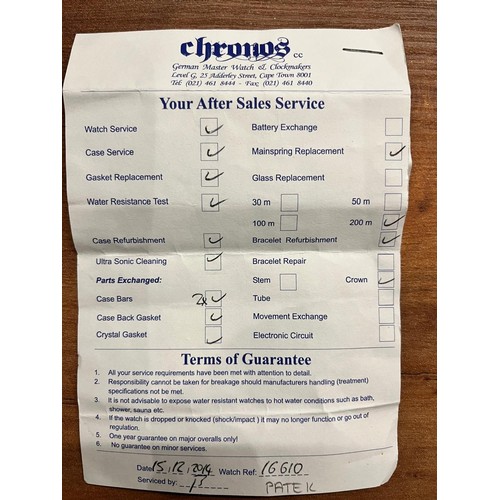 chronos cc
German Master Watch & Clockmakers
Level G, 25 Adderley Street, Cape Town 8001
Tel: (021) 461 8444 - Fax: (021) 461 8440
Your After Sales Service
Watch Service ✓ Battery Exchange
Case Service ✓ Mainspring Replacement ✓
Gasket Replacement ✓ Glass Replacement
Water Resistance Test ✓ 30 m 50 m
100 m 200 m ✓
Case Refurbishment ✓ Bracelet Refurbishment ✓
Ultra Sonic Cleaning ✓ Bracelet Repair
Parts Exchanged: Stem Crown ✓
Case Bars 2x ✓ Tube
Case Back Gasket ✓ Movement Exchange
Crystal Gasket ✓ Electronic Circuit
Terms of Guarantee
1. All your service requirements have been met with attention to detail.
2. Responsibility cannot be taken for breakage should manufacturers handling (treatment)
specifications not be met.
3. It is not advisable to expose water resistant watches to hot water conditions such as bath,
shower, sauna etc.
4. If the watch is dropped or knocked (shock/impact ) it may no longer function or go out of
regulation.
5. One year guarantee on major overalls only!
6. No guarantee on minor services.
Date: 15.12.2014 Watch Ref: 16610
Serviced by: PATEK